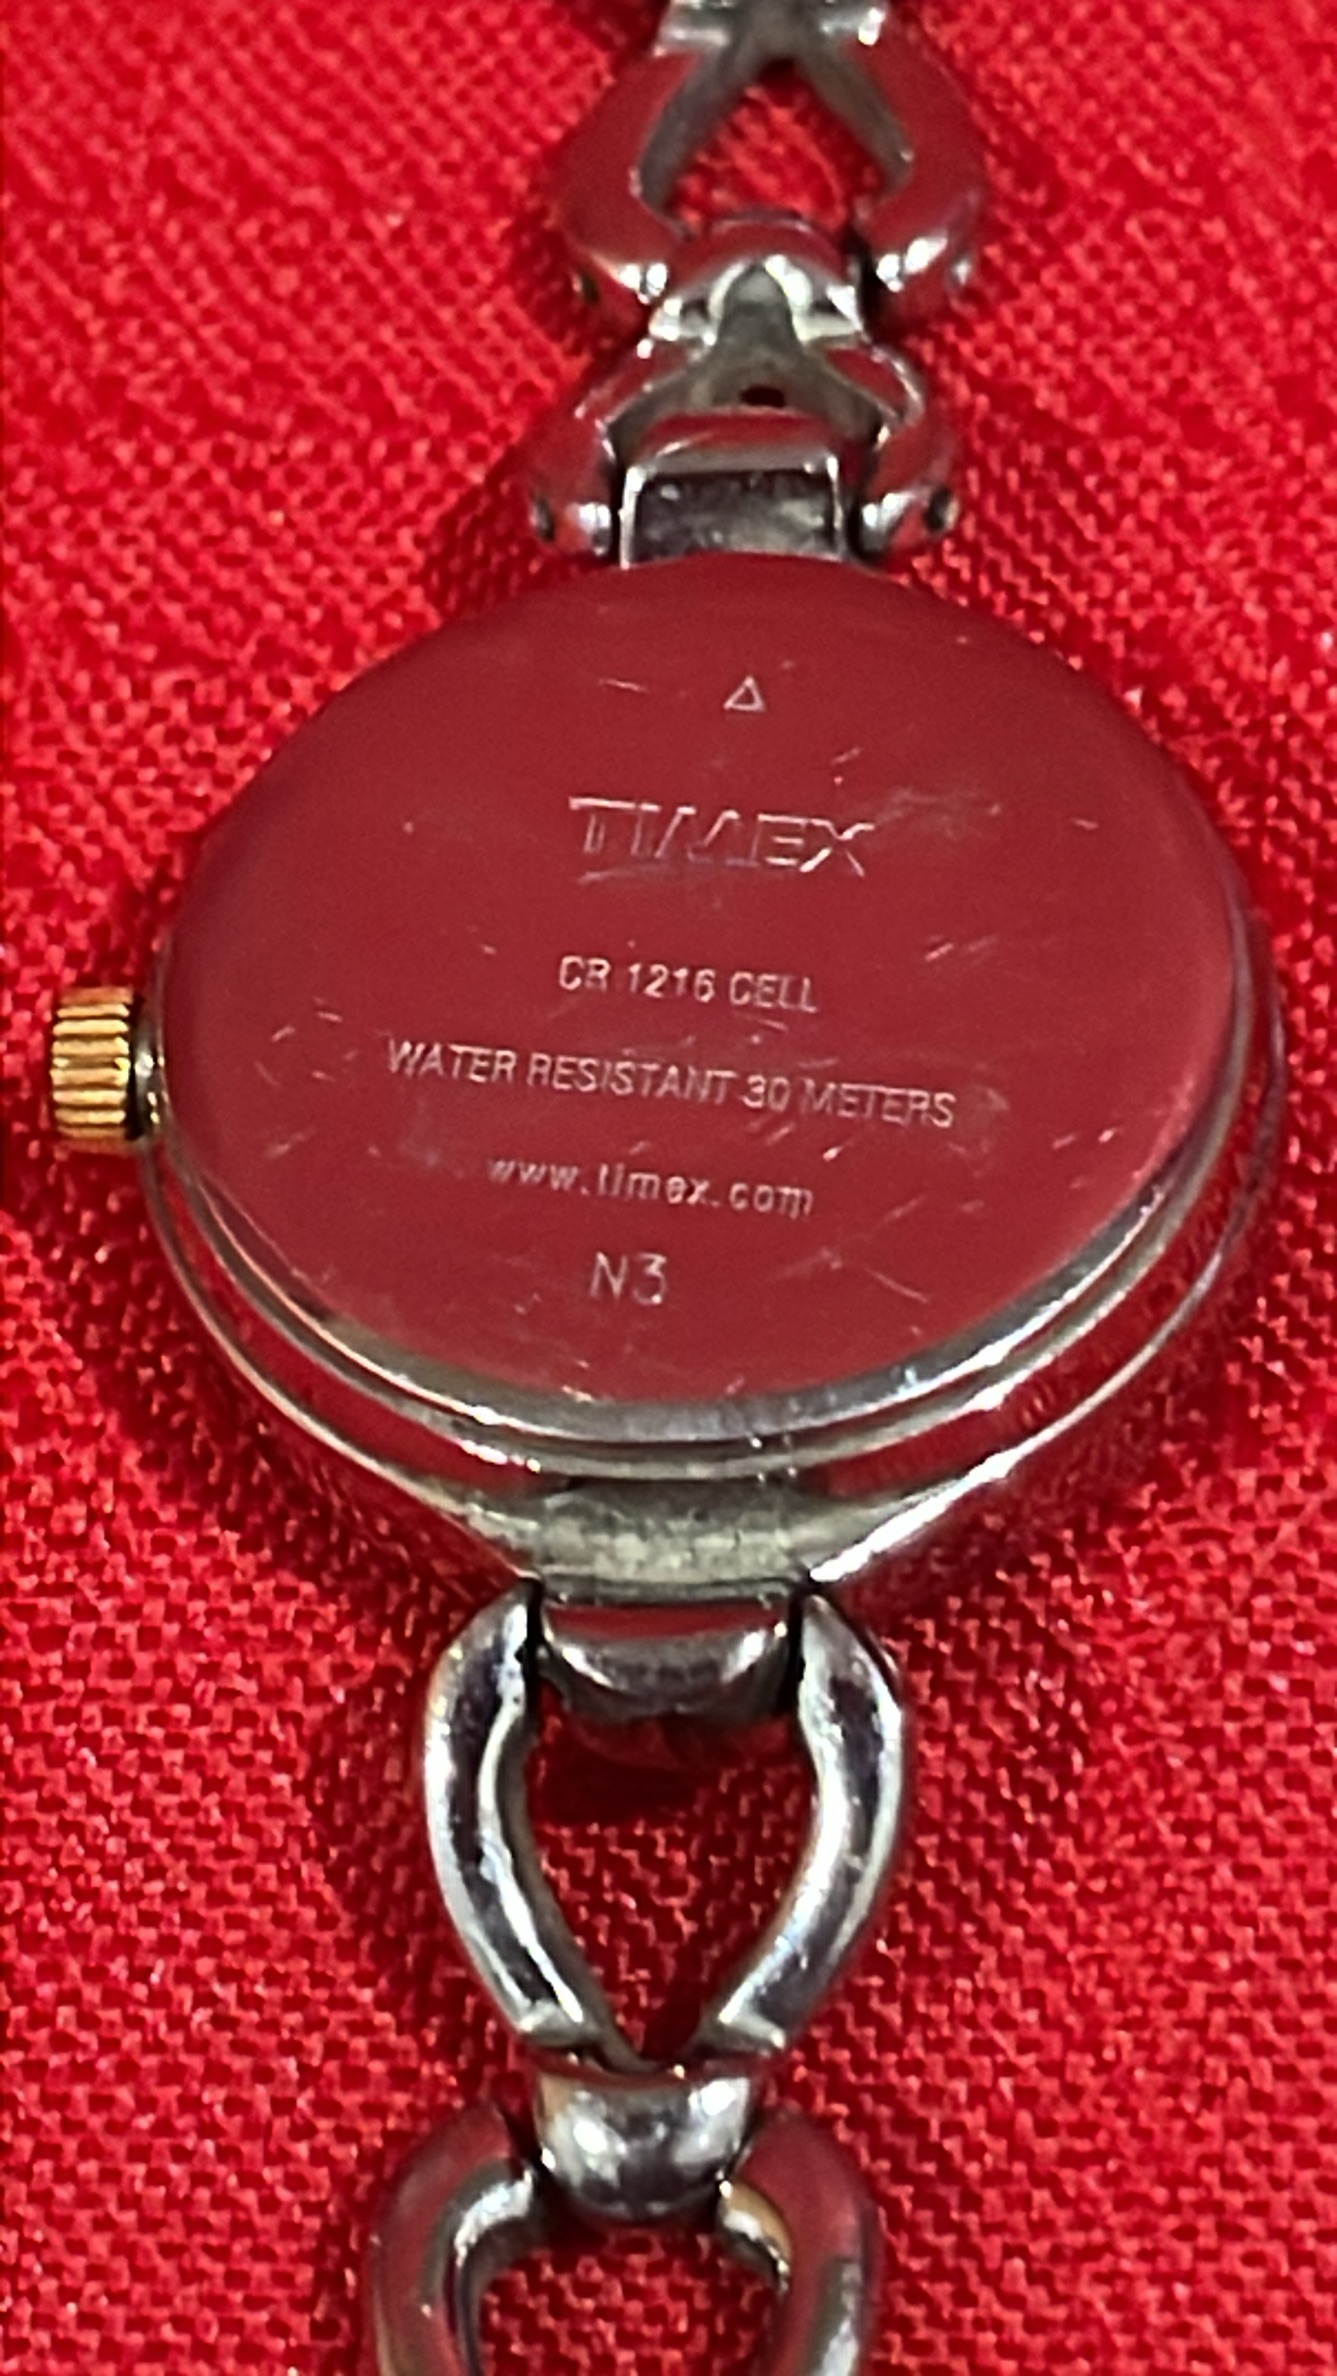 TIMEX
CR 1216 CELL
WATER RESISTANT 30 METERS
www.timex.com
N3